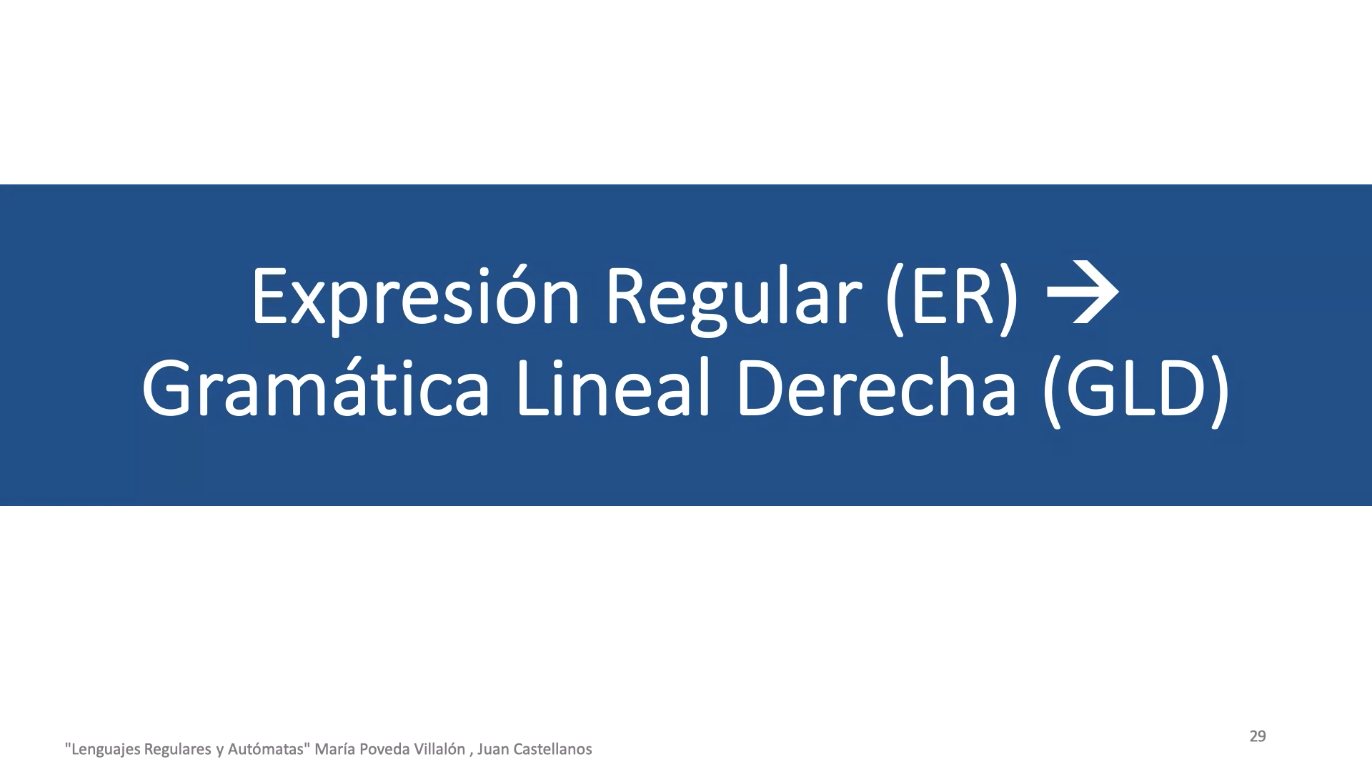 Expresión Regular (ER) →
Gramática Lineal Derecha (GLD)
"Lenguajes Regulares y Autómatas" María Poveda Villalón , Juan Castellanos
29